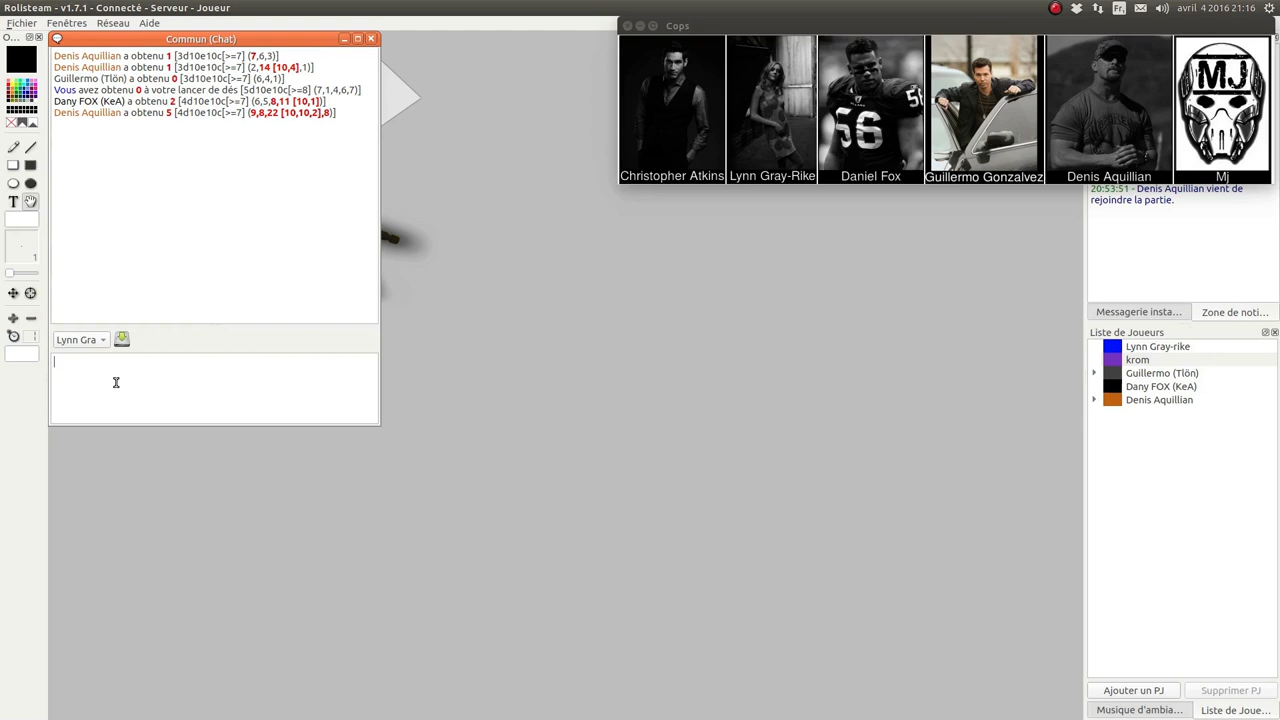 Rolisteam - v1.7.1 - Connecté - Serveur - Joueur
Fr,
avril 4 2016 21:16
Fichier Fenêtres Réseau Aide
O...
Commun (Chat)
Denis Aquillian a obtenu 1 [3d10e10c[>=7] (7,6,3)]
Denis Aquillian a obtenu 1 [3d10e10c[>=7] (2,14 [10,4],1)]
Guillermo (Tlön) a obtenu 0 [3d10e10c[>=7] (6,4,1)]
Vous avez obtenu 0 à votre lancer de dés [5d10e10c[>=8] (7,1,4,6,7)]
Dany FOX (KeA) a obtenu 2 [4d10e10c[>=7] (6,5,8,11 [10,1])]
Denis Aquillian a obtenu 5 [4d10e10c[>=7] (9,8,22 [10,10,2],8)]
T
1
1
Lynn Gra
Cops
56
5
MJ
Christopher Atkins
Lynn Gray-Rike
Daniel Fox
Guillermo Gonzalvez
Denis Aquillian
Mj
20:53:51 - Denis Aquillian vient de
rejoindre la partie.
Messagerie insta...
Zone de noti...
Liste de Joueurs
Lynn Gray-rike
krom
Guillermo (Tlön)
Dany FOX (KeA)
Denis Aquillian
Ajouter un PJ
Supprimer PJ
Musique d'ambia...
Liste de Joue...